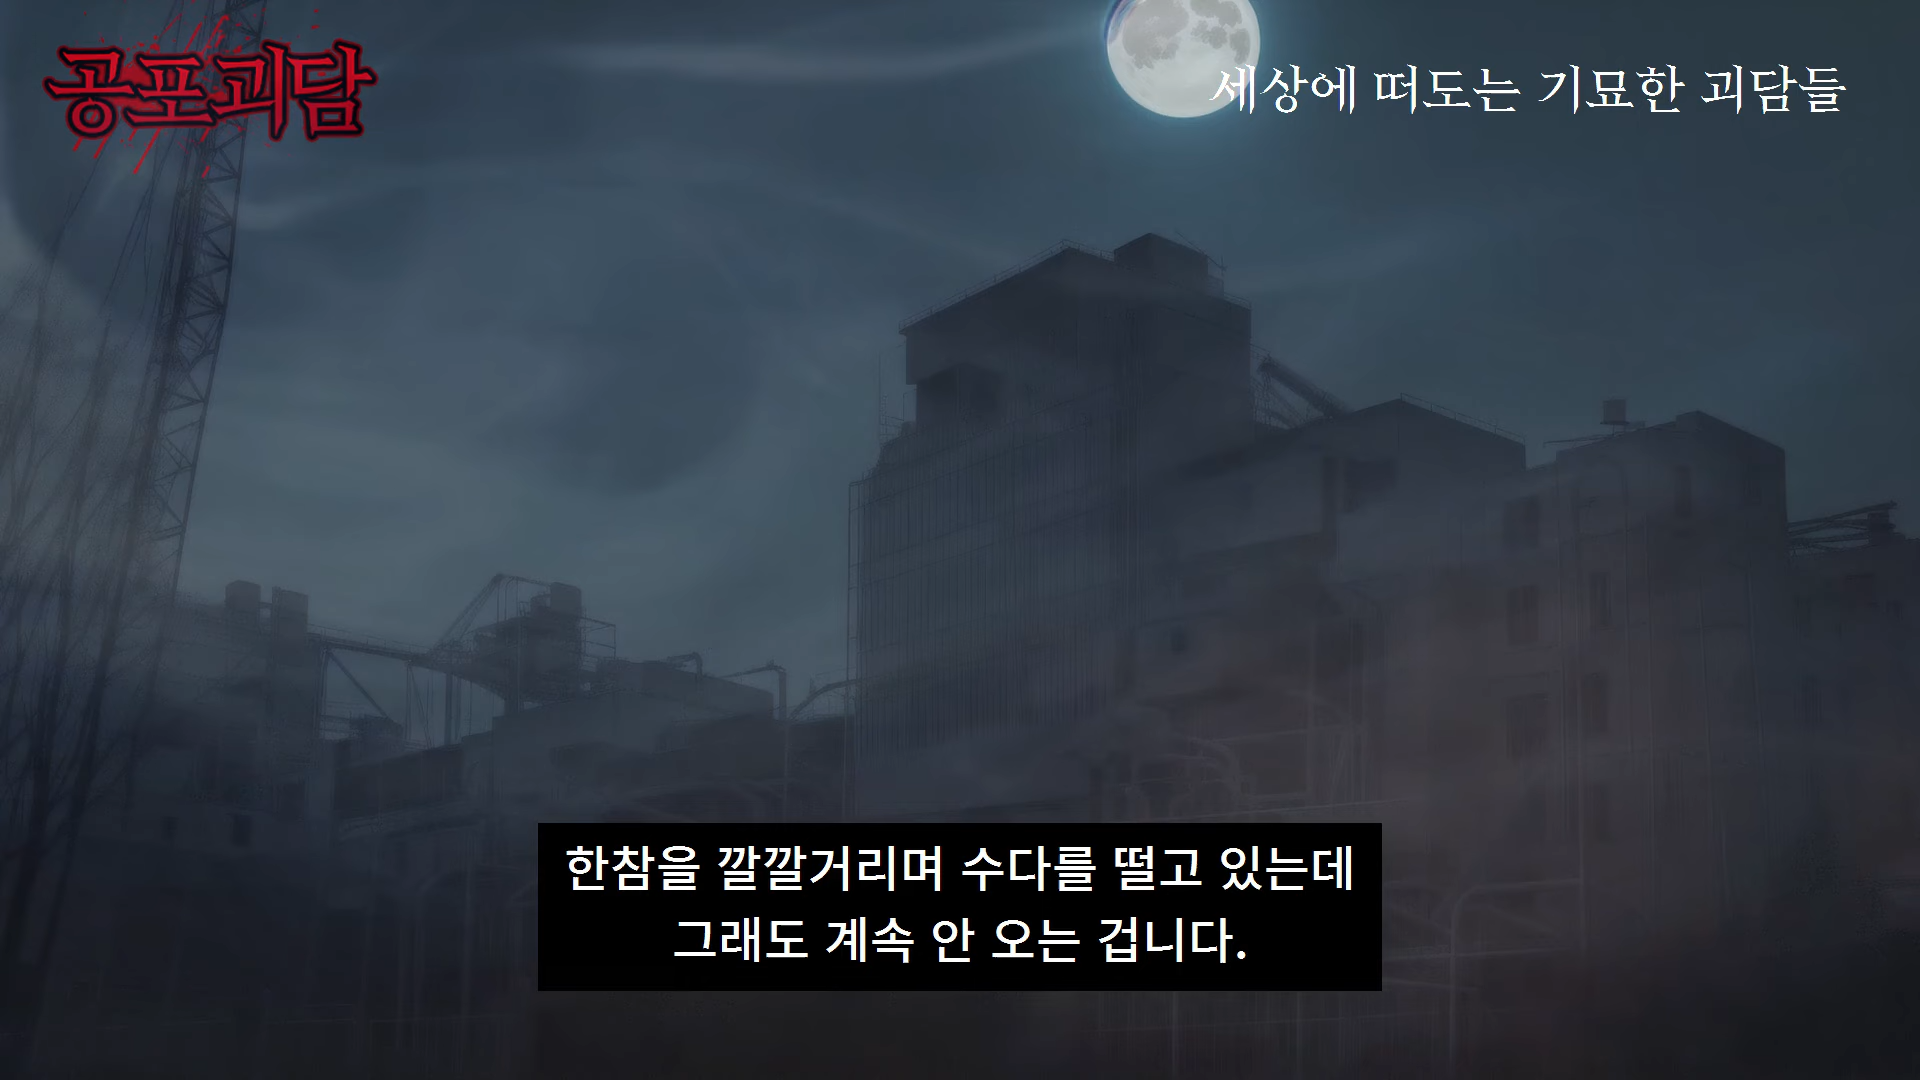 공포괴담
세상에 떠도는 기묘한 괴담들
한참을 깔깔거리며 수다를 떨고 있는데
그래도 계속 안 오는 겁니다.